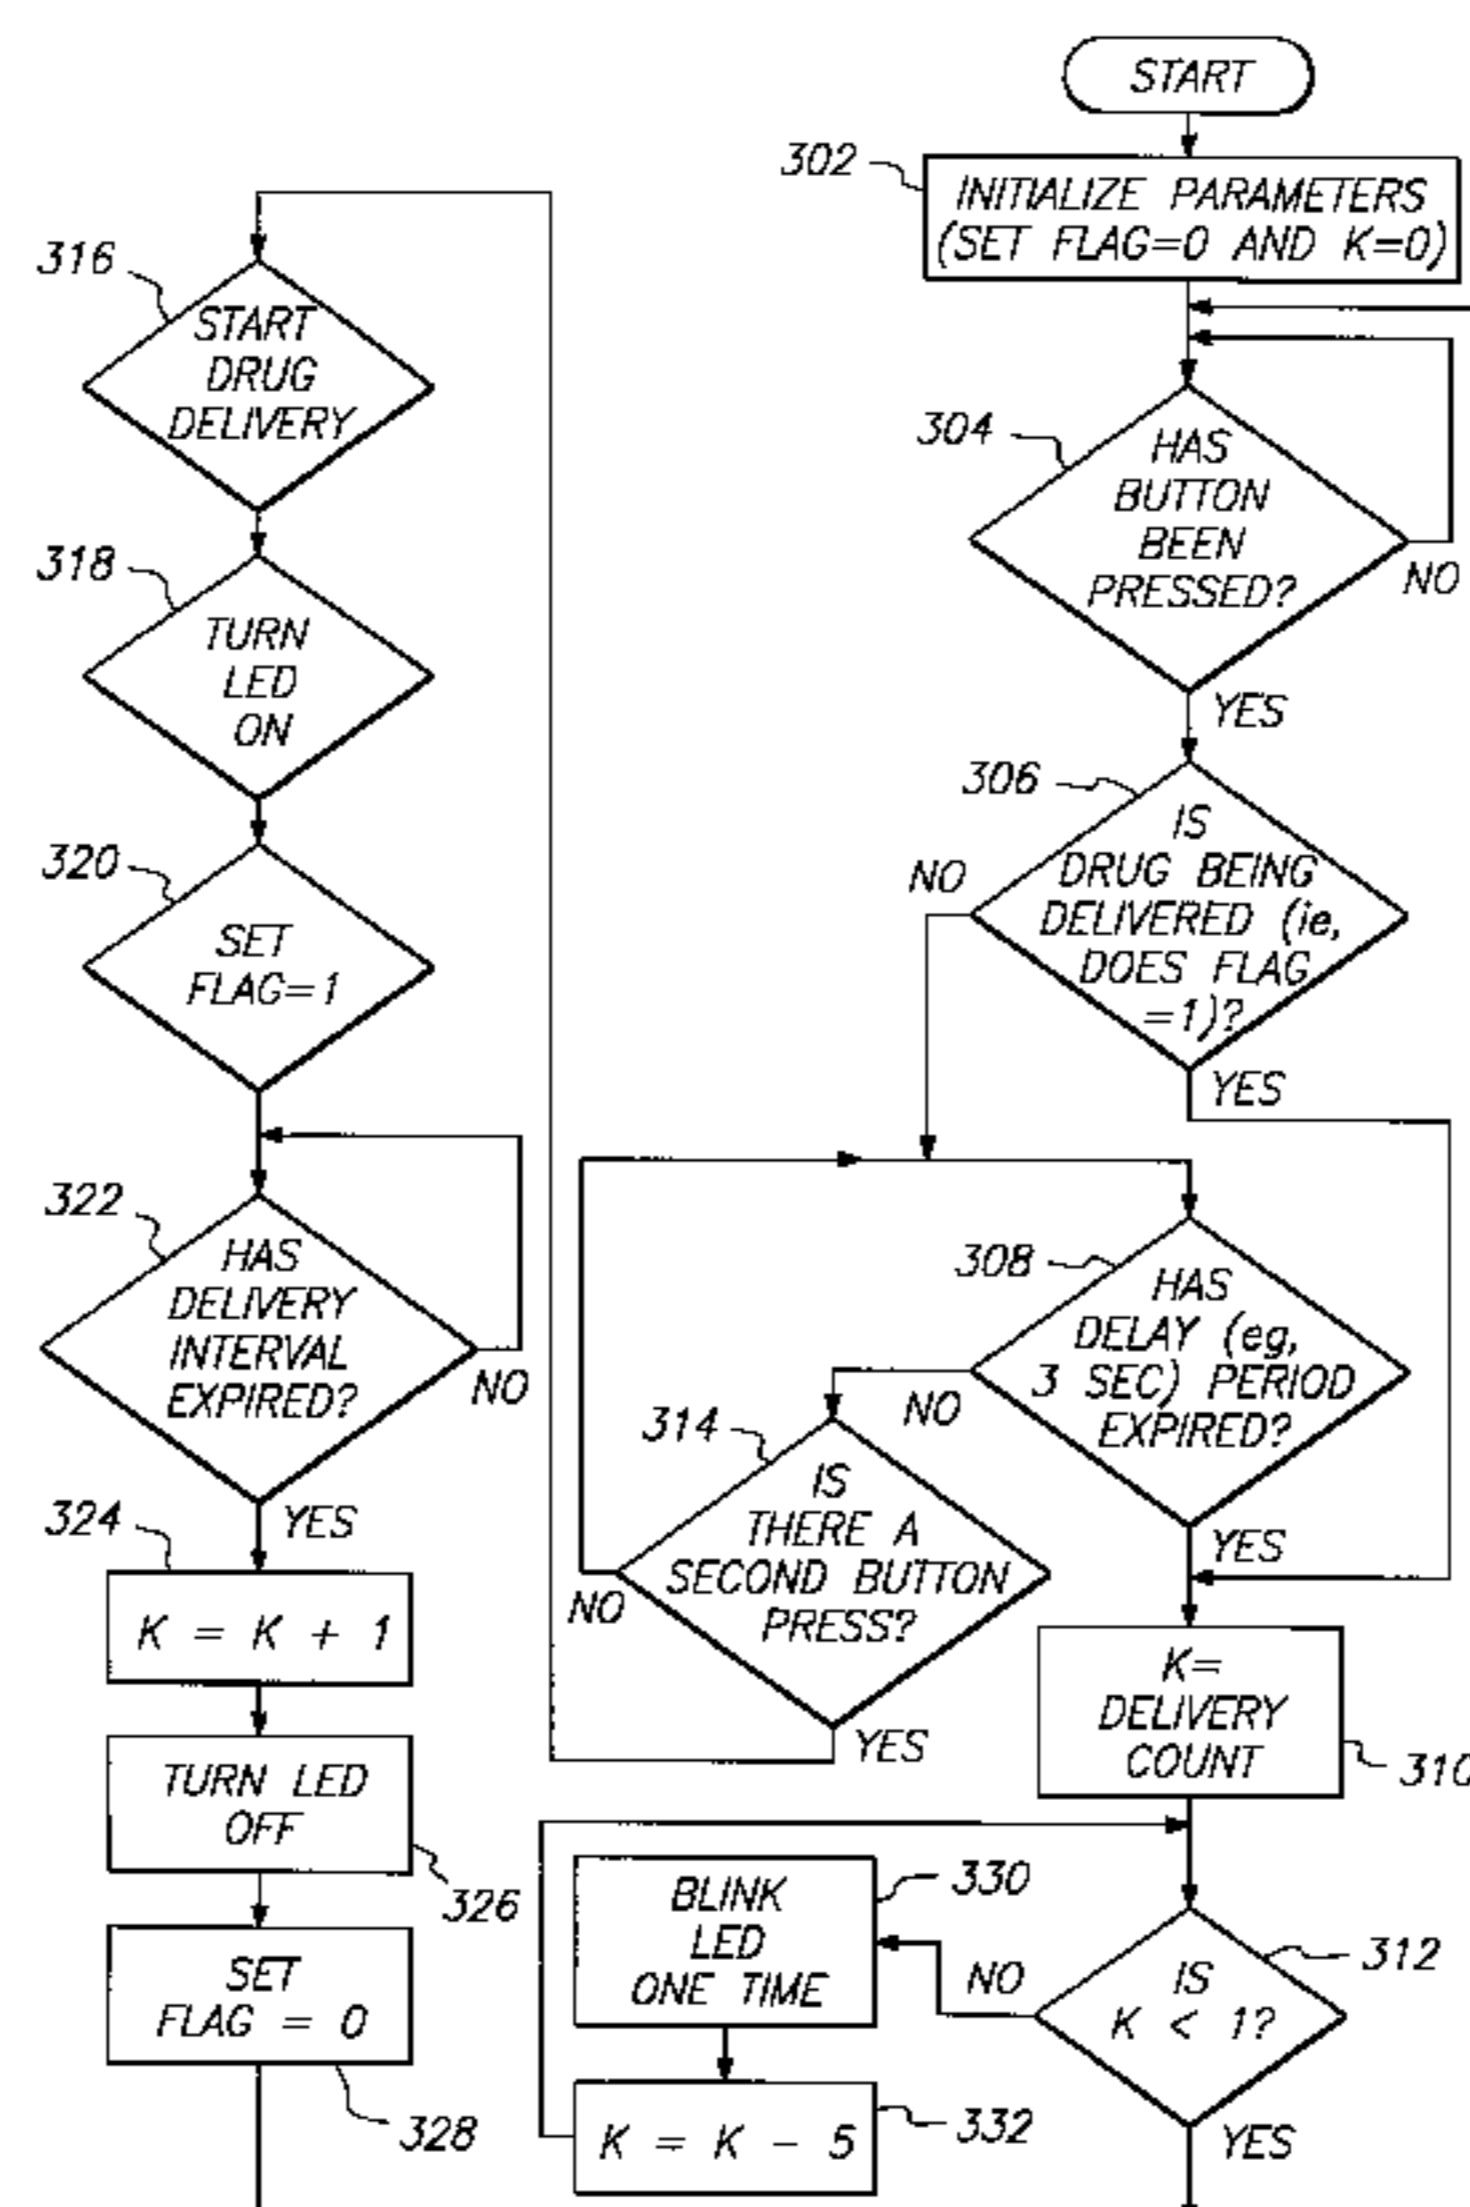 START
302
INITIALIZE PARAMETERS
(SET FLAG=0 AND K=0)
304
HAS
BUTTON
BEEN
PRESSED?
NO
YES
306
IS
DRUG BEING
DELIVERED (ie,
DOES FLAG
=1)?
NO
YES
308
HAS
DELAY (eg,
3 SEC) PERIOD
EXPIRED?
NO
YES
314
IS
THERE A
SECOND BUTTON
PRESS?
NO
YES
K=
DELIVERY
COUNT
310
312
IS
K < 1?
NO
YES
330
BLINK
LED
ONE TIME
332
K = K - 5
316
START
DRUG
DELIVERY
318
TURN
LED
ON
320
SET
FLAG=1
322
HAS
DELIVERY
INTERVAL
EXPIRED?
NO
YES
324
K = K + 1
TURN LED
OFF
326
SET
FLAG = 0
328